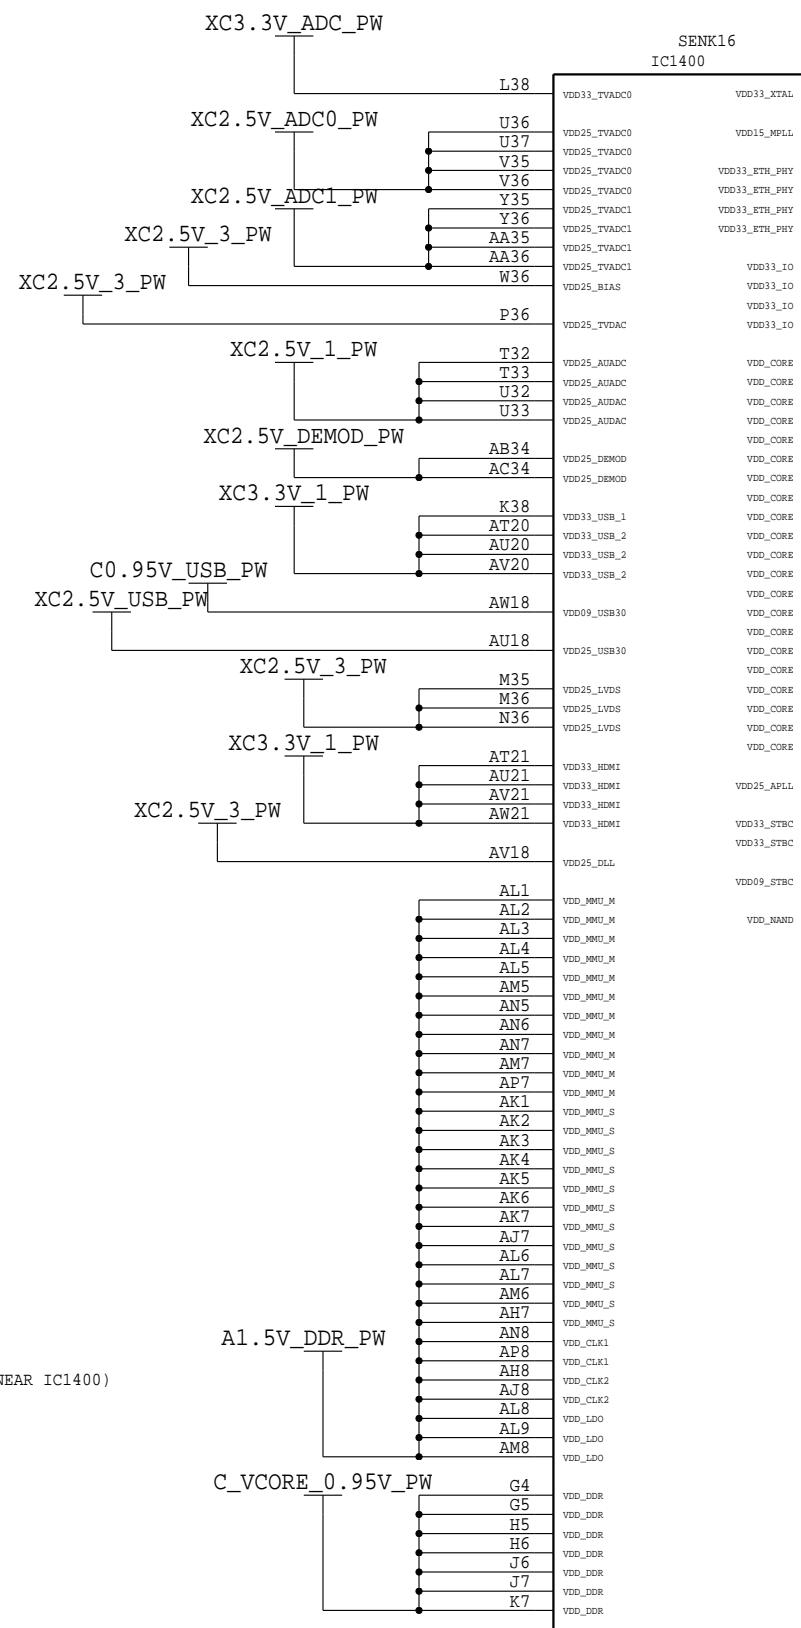 XC3.3V_ADC_PW
SENK16
IC1400
L38 VDD33_TVADC0 VDD33_XTAL
XC2.5V_ADC0_PW
U36 VDD25_TVADC0 VDD15_MPLL
U37 VDD25_TVADC0
V35 VDD25_TVADC0 VDD33_ETH_PHY
V36 VDD25_TVADC0 VDD33_ETH_PHY
XC2.5V_ADC1_PW
Y35 VDD25_TVADC1 VDD33_ETH_PHY
Y36 VDD25_TVADC1 VDD33_ETH_PHY
XC2.5V_3_PW
AA35 VDD25_TVADC1
AA36 VDD25_TVADC1 VDD33_IO
W36 VDD25_BIAS VDD33_IO
XC2.5V_3_PW
VDD33_IO
P36 VDD25_TVDAC VDD33_IO
XC2.5V_1_PW
T32 VDD25_AUADC VDD_CORE
T33 VDD25_AUADC VDD_CORE
U32 VDD25_AUDAC VDD_CORE
U33 VDD25_AUDAC VDD_CORE
XC2.5V_DEMOD_PW
VDD_CORE
AB34 VDD25_DEMOD VDD_CORE
AC34 VDD25_DEMOD VDD_CORE
XC3.3V_1_PW
VDD_CORE
K38 VDD33_USB_1 VDD_CORE
AT20 VDD33_USB_2 VDD_CORE
AU20 VDD33_USB_2 VDD_CORE
AV20 VDD33_USB_2 VDD_CORE
C0.95V_USB_PW
VDD_CORE
XC2.5V_USB_PW
AW18 VDD09_USB30 VDD_CORE
VDD_CORE
AU18 VDD25_USB30 VDD_CORE
XC2.5V_3_PW
VDD_CORE
M35 VDD25_LVDS VDD_CORE
M36 VDD25_LVDS VDD_CORE
N36 VDD25_LVDS VDD_CORE
XC3.3V_1_PW
VDD_CORE
AT21 VDD33_HDMI
AU21 VDD33_HDMI VDD25_APLL
AV21 VDD33_HDMI
XC2.5V_3_PW
AW21 VDD33_HDMI VDD33_STBC
VDD33_STBC
AV18 VDD25_DLL
VDD09_STBC
AL1 VDD_MMU_M
AL2 VDD_MMU_M VDD_NAND
AL3 VDD_MMU_M
AL4 VDD_MMU_M
AL5 VDD_MMU_M
AM5 VDD_MMU_M
AN5 VDD_MMU_M
AN6 VDD_MMU_M
AN7 VDD_MMU_M
AM7 VDD_MMU_M
AP7 VDD_MMU_M
AK1 VDD_MMU_S
AK2 VDD_MMU_S
AK3 VDD_MMU_S
AK4 VDD_MMU_S
AK5 VDD_MMU_S
AK6 VDD_MMU_S
AK7 VDD_MMU_S
AJ7 VDD_MMU_S
AL6 VDD_MMU_S
AL7 VDD_MMU_S
AM6 VDD_MMU_S
AH7 VDD_MMU_S
A1.5V_DDR_PW
AN8 VDD_CLK1
AP8 VDD_CLK1
NEAR IC1400)
AH8 VDD_CLK2
AJ8 VDD_CLK2
AL8 VDD_LDO
AL9 VDD_LDO
AM8 VDD_LDO
C_VCORE_0.95V_PW
G4 VDD_DDR
G5 VDD_DDR
H5 VDD_DDR
H6 VDD_DDR
J6 VDD_DDR
J7 VDD_DDR
K7 VDD_DDR